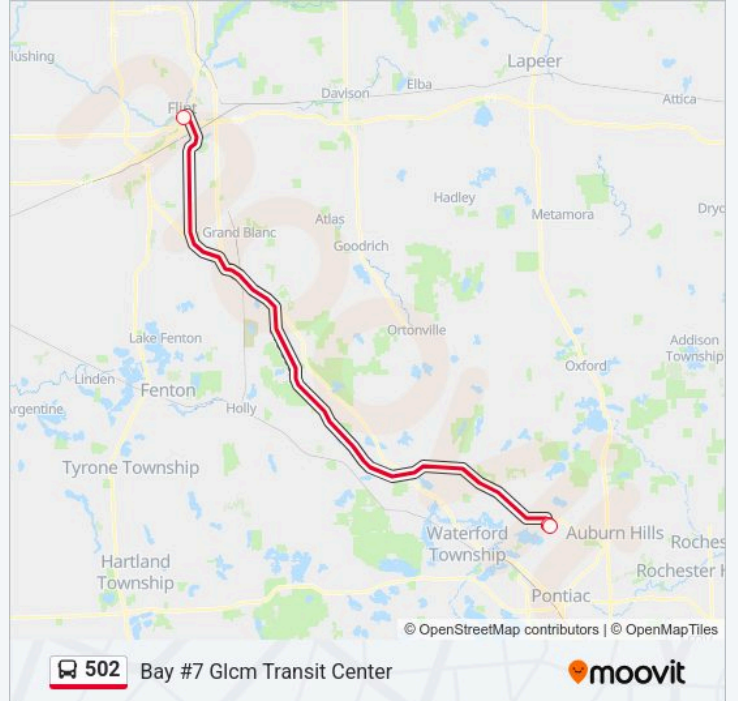 lushing
Lapeer
Elba
Davison
Attica
Flint
Hadley
Metamora
Dryd
Atlas
Grand Blanc
Goodrich
Ortonville
Lake Fenton
Addison
Township
Oxford
Linden
Fenton
rgentine
Holly
Tyrone Township
Waterford
Township
Auburn Hills
Roches
Rochester H
Hartland
Township
Pontiac
© OpenStreetMap contributors | © OpenMapTiles
502 Bay #7 Glcm Transit Center
moovit